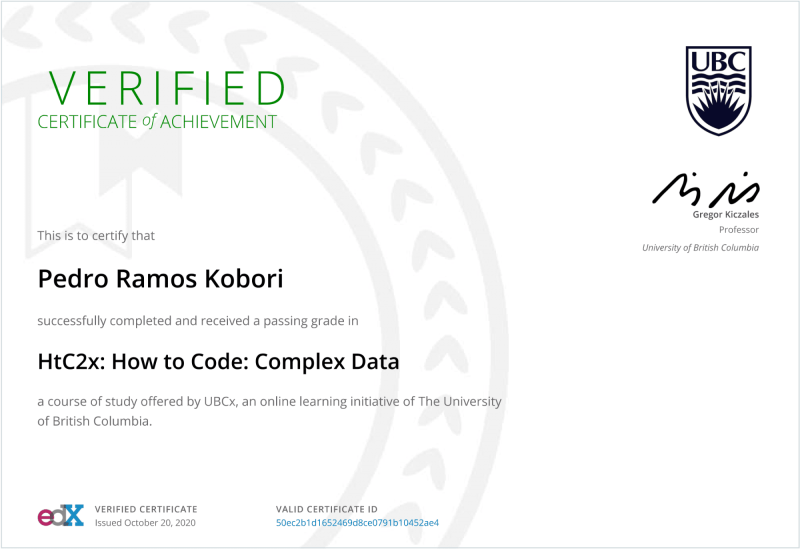 VERIFIED
CERTIFICATE of ACHIEVEMENT
UBC
Gregor Kiczales
Professor
University of British Columbia
This is to certify that
Pedro Ramos Kobori
successfully completed and received a passing grade in
HtC2x: How to Code: Complex Data
a course of study offered by UBCx, an online learning initiative of The University
of British Columbia.
edX
VERIFIED CERTIFICATE
Issued October 20, 2020
VALID CERTIFICATE ID
50ec2b1d1652469d8ce0791b10452ae4